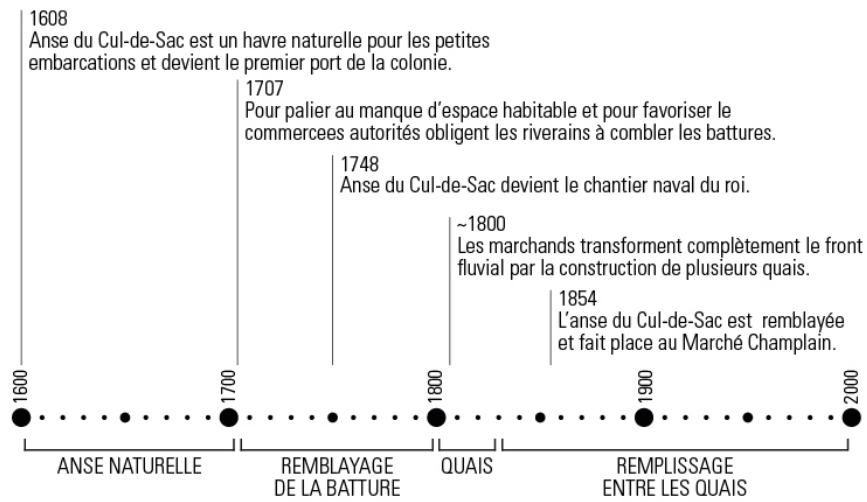 1608
Anse du Cul-de-Sac est un havre naturelle pour les petites
embarcations et devient le premier port de la colonie.
1707
Pour palier au manque d'espace habitable et pour favoriser le
commercees autorités obligent les riverains à combler les battures.
1748
Anse du Cul-de-Sac devient le chantier naval du roi.
~1800
Les marchands transforment complètement le front
fluvial par la construction de plusieurs quais.
1854
L'anse du Cul-de-Sac est remblayée
et fait place au Marché Champlain.
1600
1700
1800
1900
2000
ANSE NATURELLE
REMBLAYAGE
DE LA BATTURE
QUAIS
REMPLISSAGE
ENTRE LES QUAIS